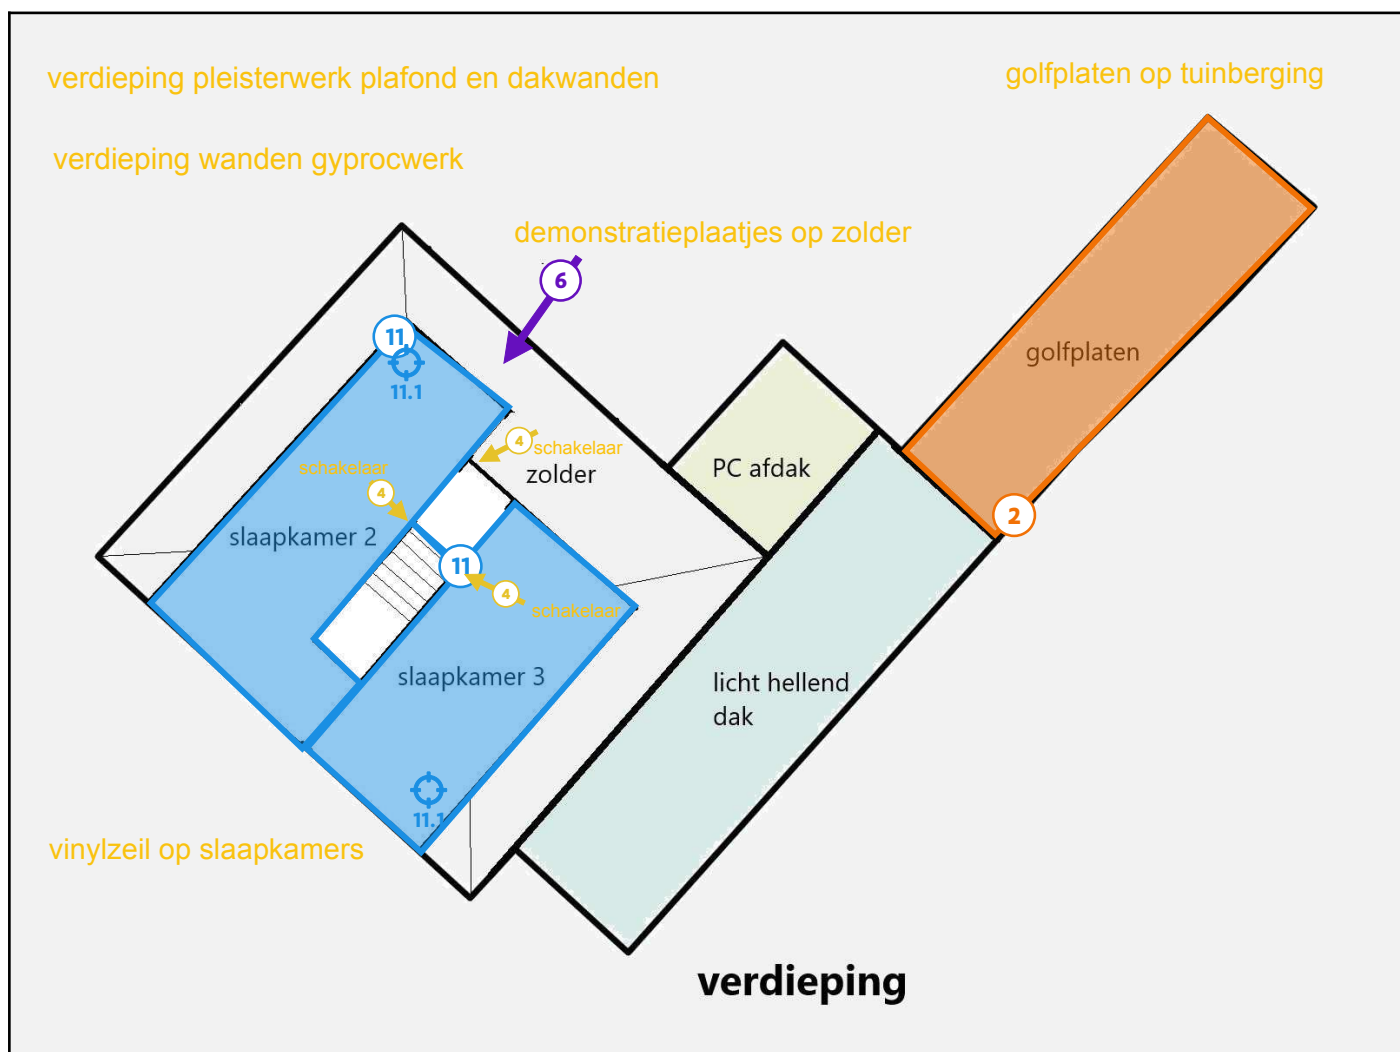 verdieping pleisterwerk plafond en dakwanden
golfplaten op tuinberging
verdieping wanden gyprocwerk
demonstratieplaatjes op zolder
6
11
11.1
golfplaten
4 schakelaar
schakelaar
zolder
PC afdak
4
2
slaapkamer 2
11
4
schakelaar
slaapkamer 3
licht hellend
dak
11.1
vinylzeil op slaapkamers
verdieping